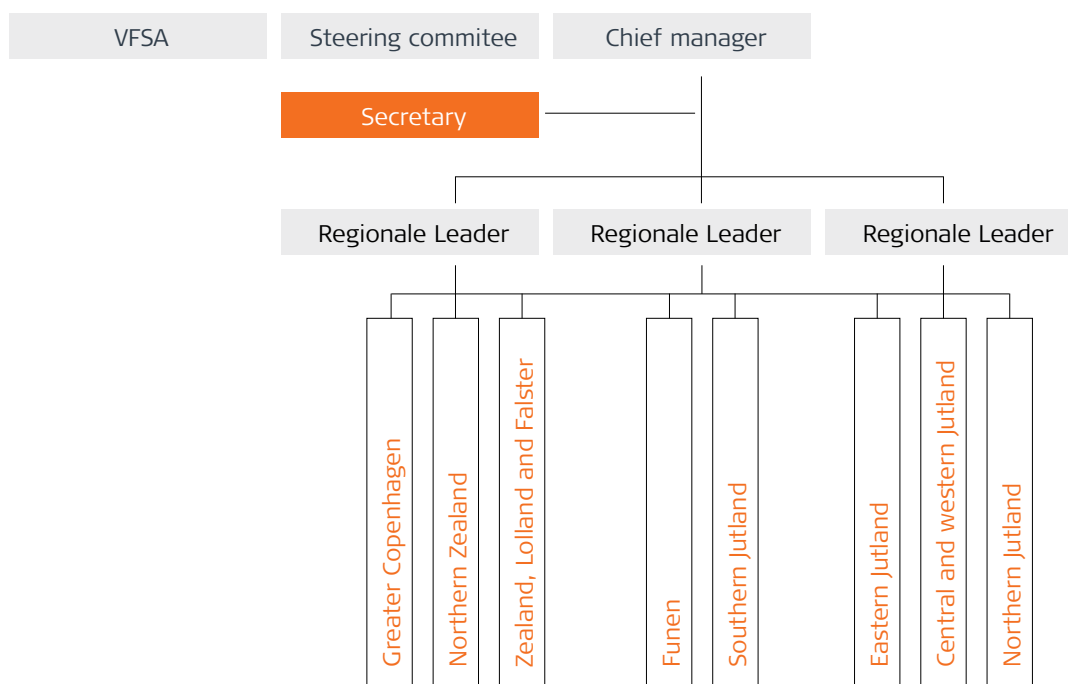 VFSA
Steering commitee
Chief manager
Secretary
Regionale Leader
Regionale Leader
Regionale Leader
Greater Copenhagen
Northern Zealand
Zealand, Lolland and Falster
Funen
Southern Jutland
Eastern Jutland
Central and western Jutland
Northern Jutland